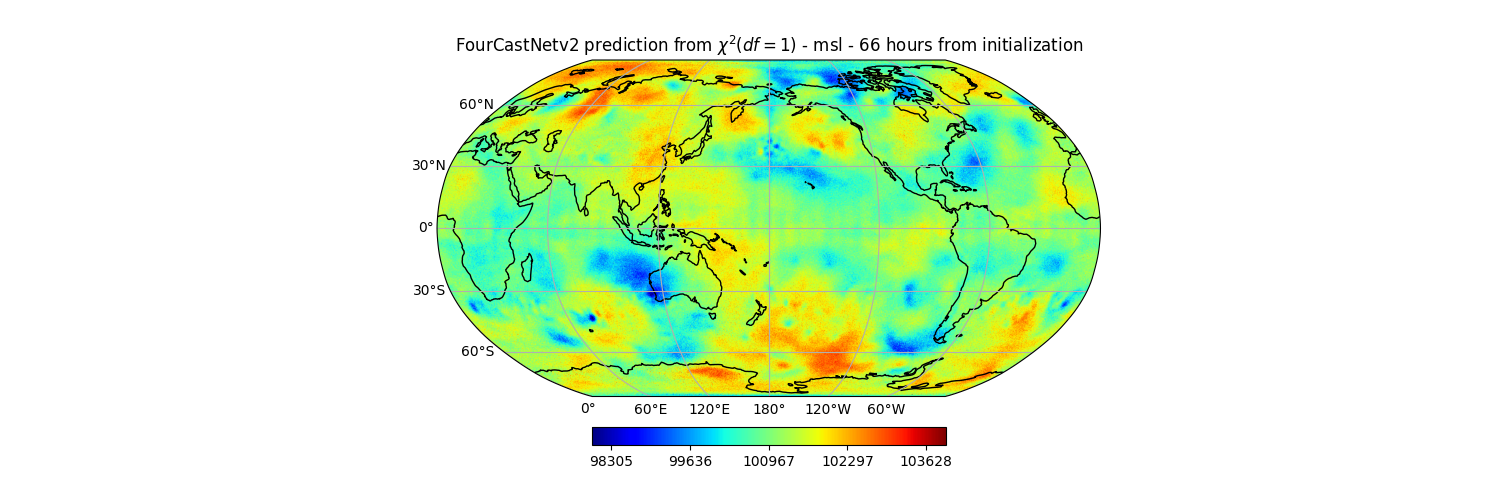 FourCastNetv2 prediction from χ²(df = 1) - msl - 66 hours from initialization
60°N
30°N
0°
30°S
60°S
0° 60°E 120°E 180° 120°W 60°W
98305 99636 100967 102297 103628